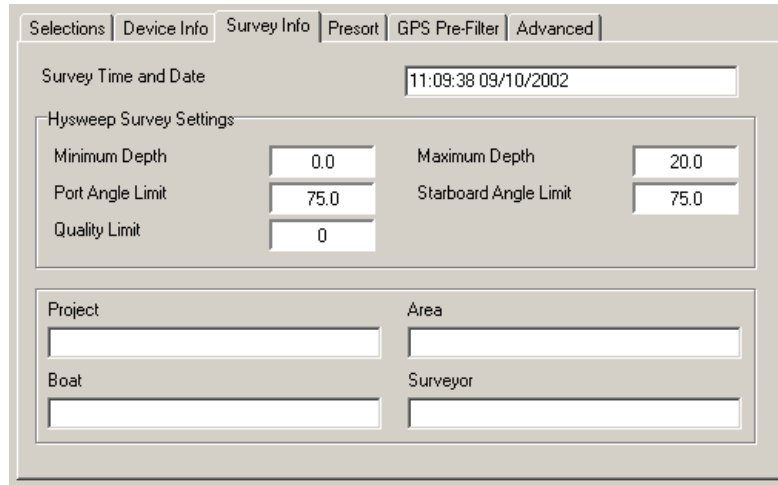 Selections Device Info Survey Info Presort GPS Pre-Filter Advanced
Survey Time and Date 11:09:38 09/10/2002
Hysweep Survey Settings
Minimum Depth 0.0 Maximum Depth 20.0
Port Angle Limit 75.0 Starboard Angle Limit 75.0
Quality Limit 0
Project Area
Boat Surveyor